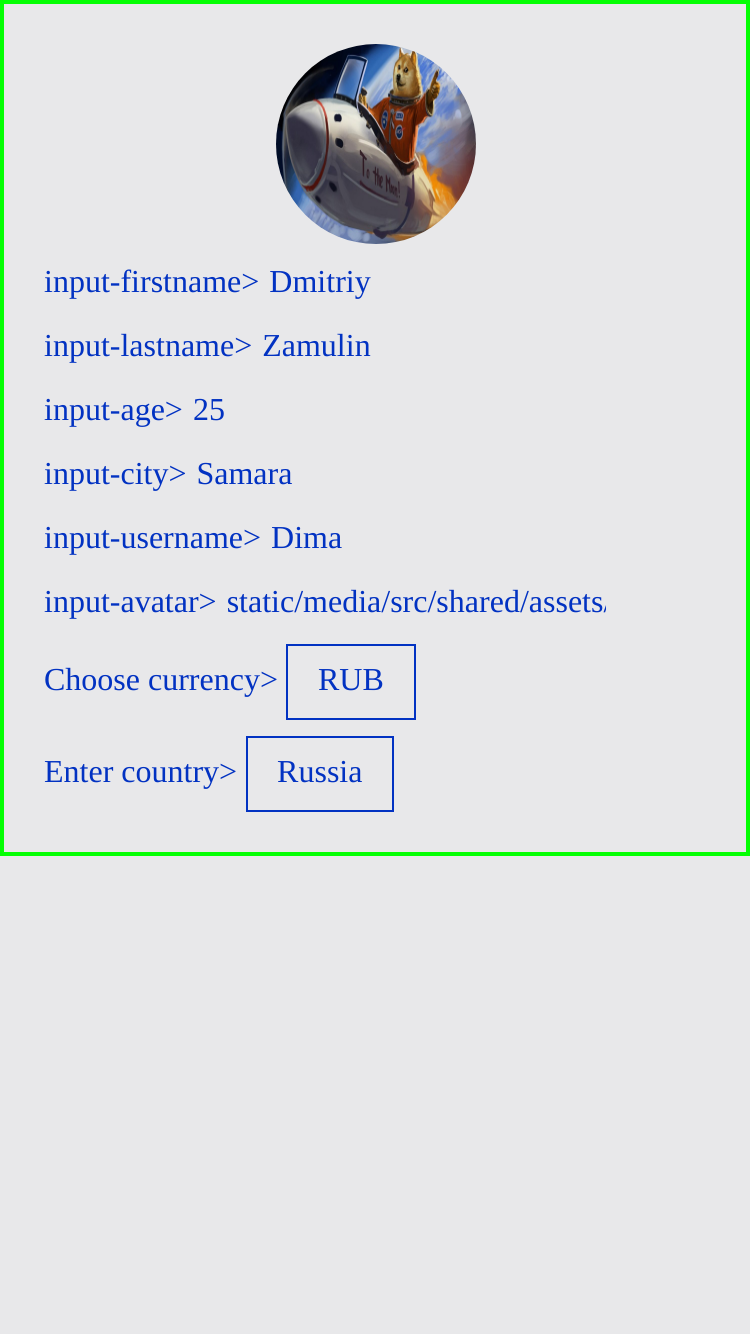 To the Moon!
input-firstname> Dmitriy
input-lastname> Zamulin
input-age> 25
input-city> Samara
input-username> Dima
input-avatar> static/media/src/shared/assets/
Choose currency> RUB
Enter country> Russia